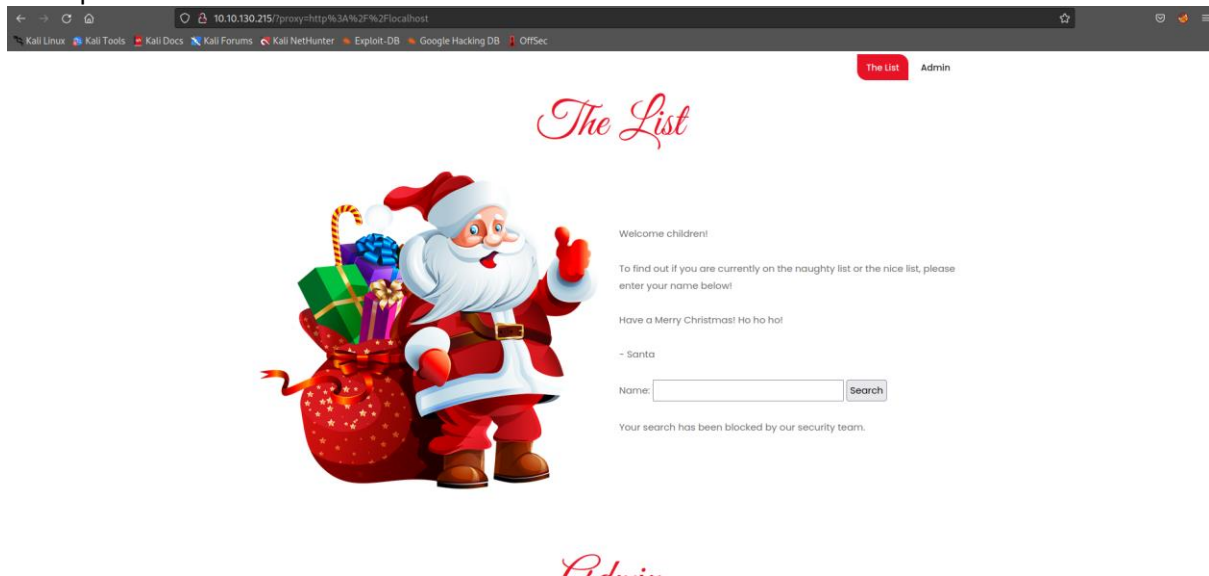 10.10.130.215/?proxy=http%3A%2F%2Flocalhost
Kali Linux Kali Tools Kali Docs Kali Forums Kali NetHunter Exploit-DB Google Hacking DB OffSec
The List Admin
The List
Welcome children!
To find out if you are currently on the naughty list or the nice list, please
enter your name below!
Have a Merry Christmas! Ho ho ho!
- Santa
Name: Search
Your search has been blocked by our security team.